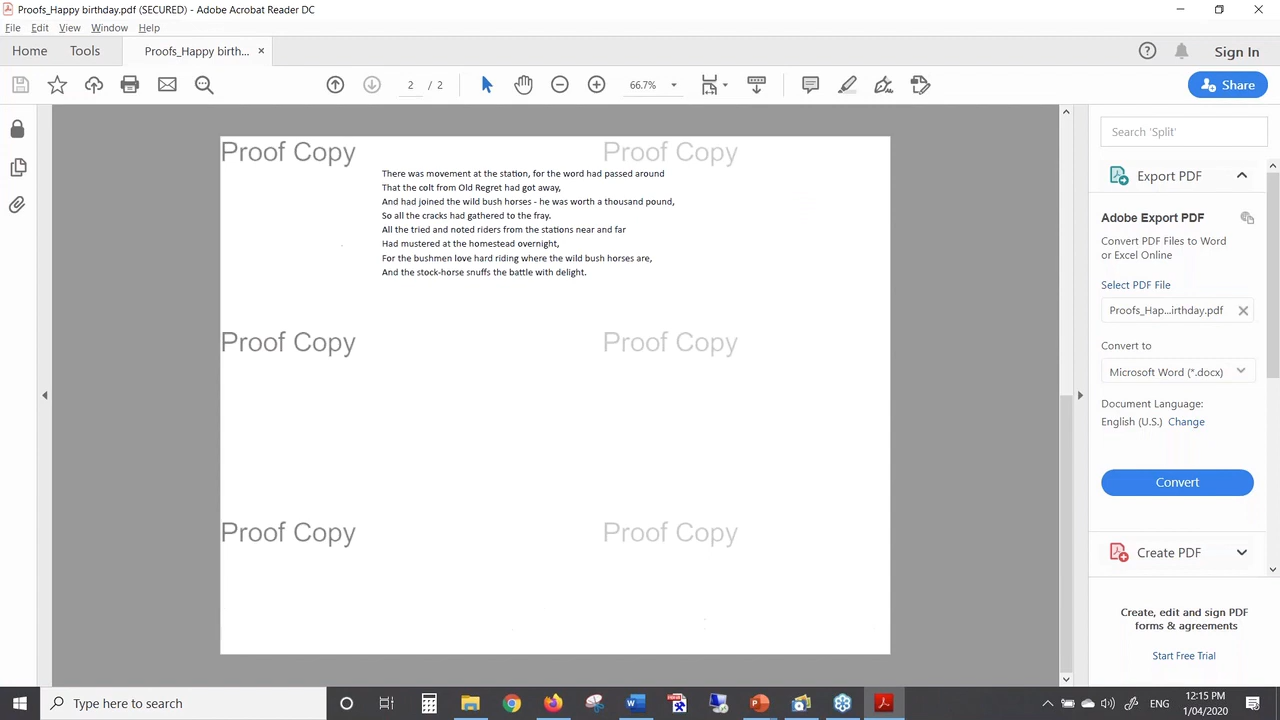 Proofs_Happy birthday.pdf (SECURED) - Adobe Acrobat Reader DC
File Edit View Window Help
Home Tools Proofs_Happy birth... × Sign In
2 / 2 66.7% Share
Proof Copy Proof Copy
There was movement at the station, for the word had passed around
That the colt from Old Regret had got away,
And had joined the wild bush horses - he was worth a thousand pound,
So all the cracks had gathered to the fray.
All the tried and noted riders from the stations near and far
Had mustered at the homestead overnight,
For the bushmen love hard riding where the wild bush horses are,
And the stock-horse snuffs the battle with delight.
Proof Copy Proof Copy
Proof Copy Proof Copy
Search 'Split'
Export PDF
Adobe Export PDF
Convert PDF Files to Word
or Excel Online
Select PDF File
Proofs_Hap...irthday.pdf
Convert to
Microsoft Word (*.docx)
Document Language:
English (U.S.) Change
Convert
Create PDF
Create, edit and sign PDF
forms & agreements
Start Free Trial
Type here to search
ENG
12:15 PM
1/04/2020